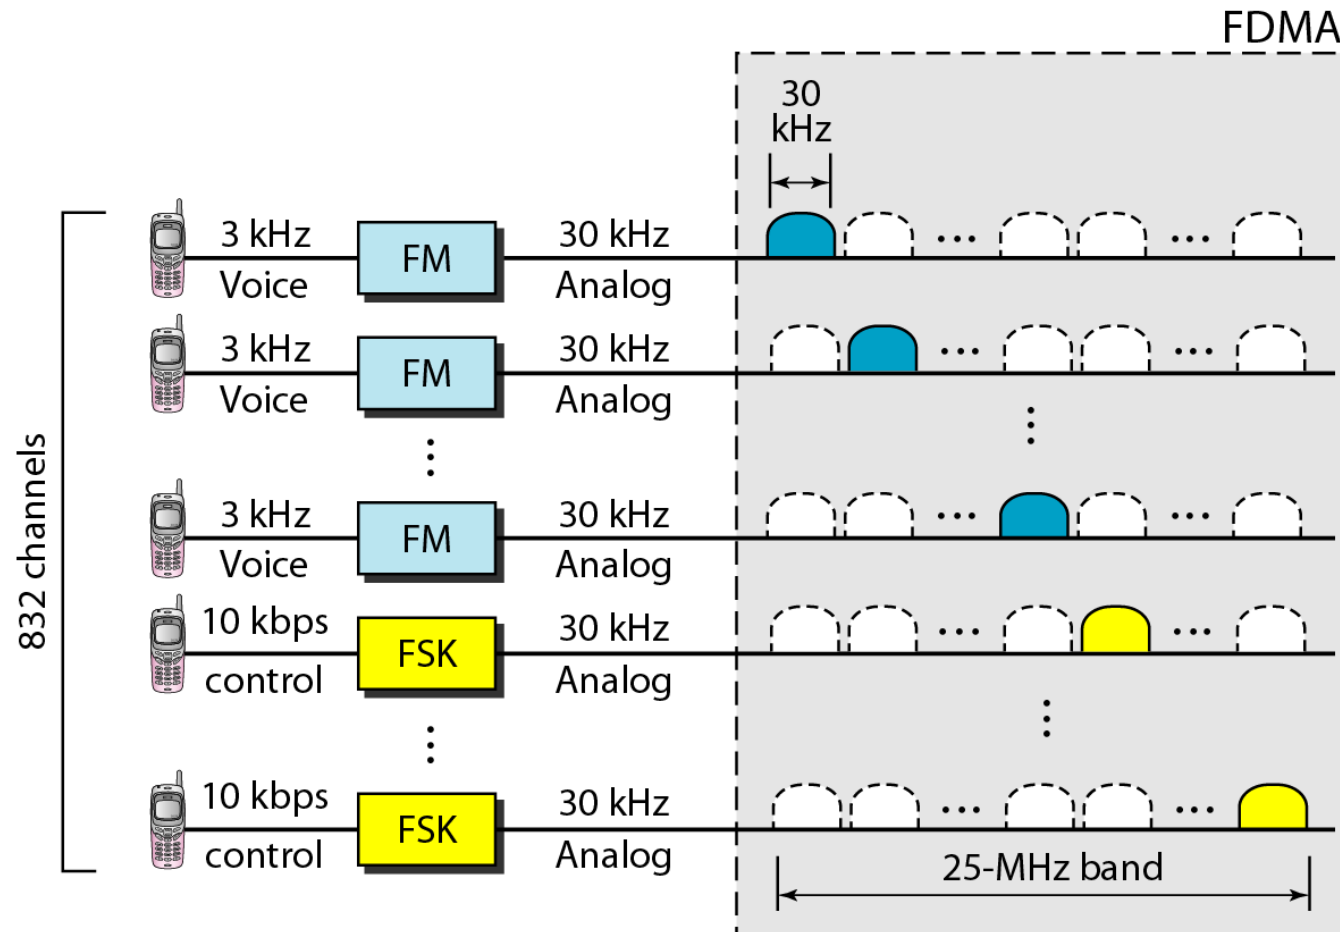 FDMA
30
kHz
832 channels
3 kHz
Voice
FM
30 kHz
Analog
3 kHz
Voice
FM
30 kHz
Analog
3 kHz
Voice
FM
30 kHz
Analog
10 kbps
control
FSK
30 kHz
Analog
10 kbps
control
FSK
30 kHz
Analog
25-MHz band